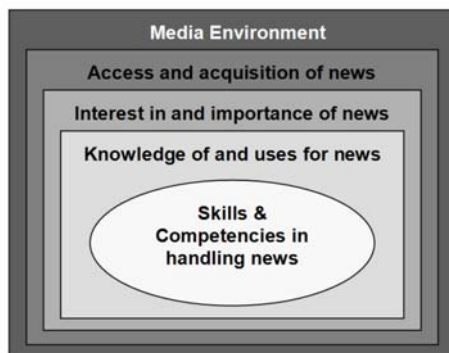 Media Environment
Access and acquisition of news
Interest in and importance of news
Knowledge of and uses for news
Skills &
Competencies in
handling news